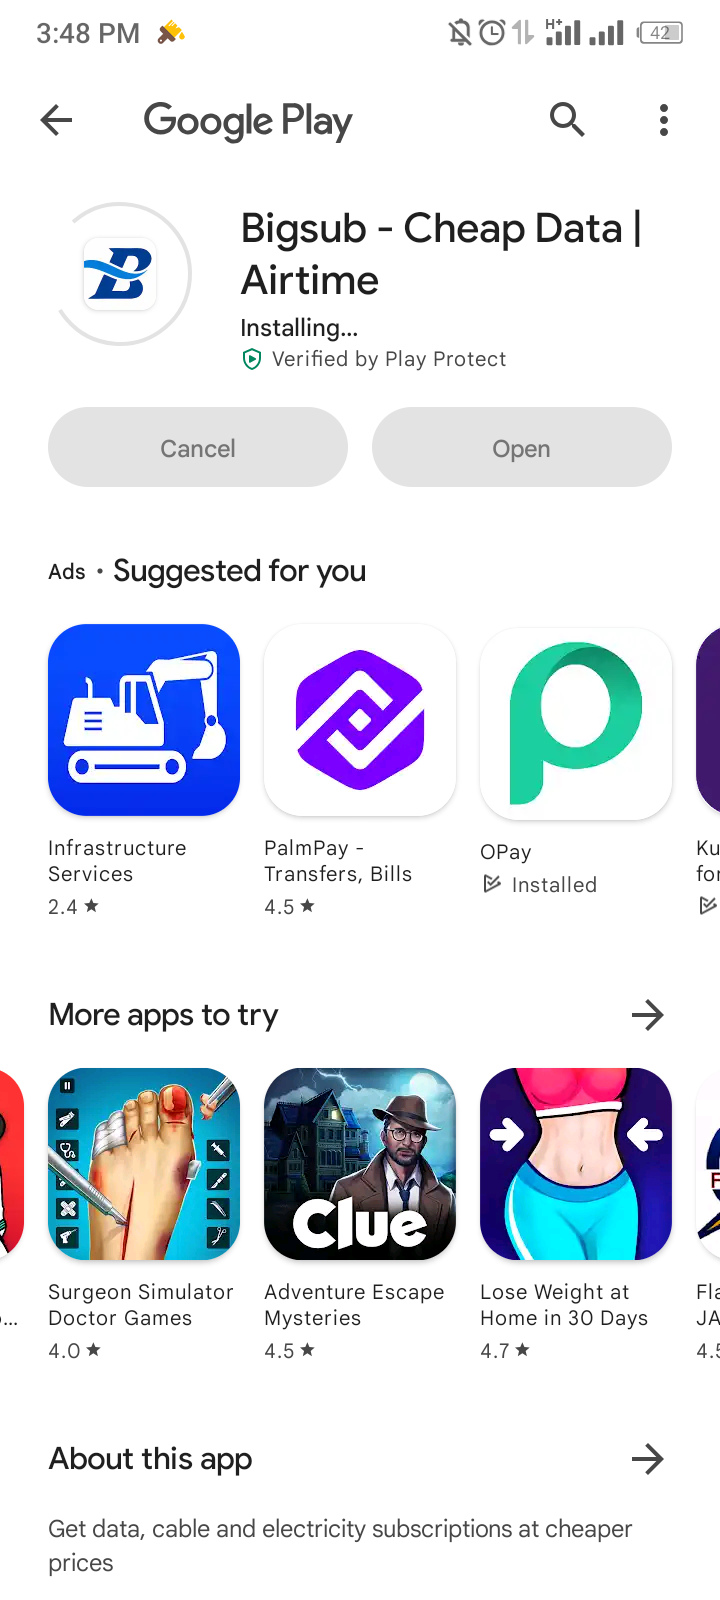 3:48 PM
H+
42
Google Play
Bigsub - Cheap Data |
Airtime
Installing...
Verified by Play Protect
Cancel
Open
Ads • Suggested for you
Infrastructure
Services
2.4 ★
PalmPay -
Transfers, Bills
4.5 ★
OPay
Installed
Ku
for
More apps to try
Clue
Surgeon Simulator
Doctor Games
4.0 ★
Adventure Escape
Mysteries
4.5 ★
Lose Weight at
Home in 30 Days
4.7 ★
Fla
JA
4.5
About this app
Get data, cable and electricity subscriptions at cheaper
prices